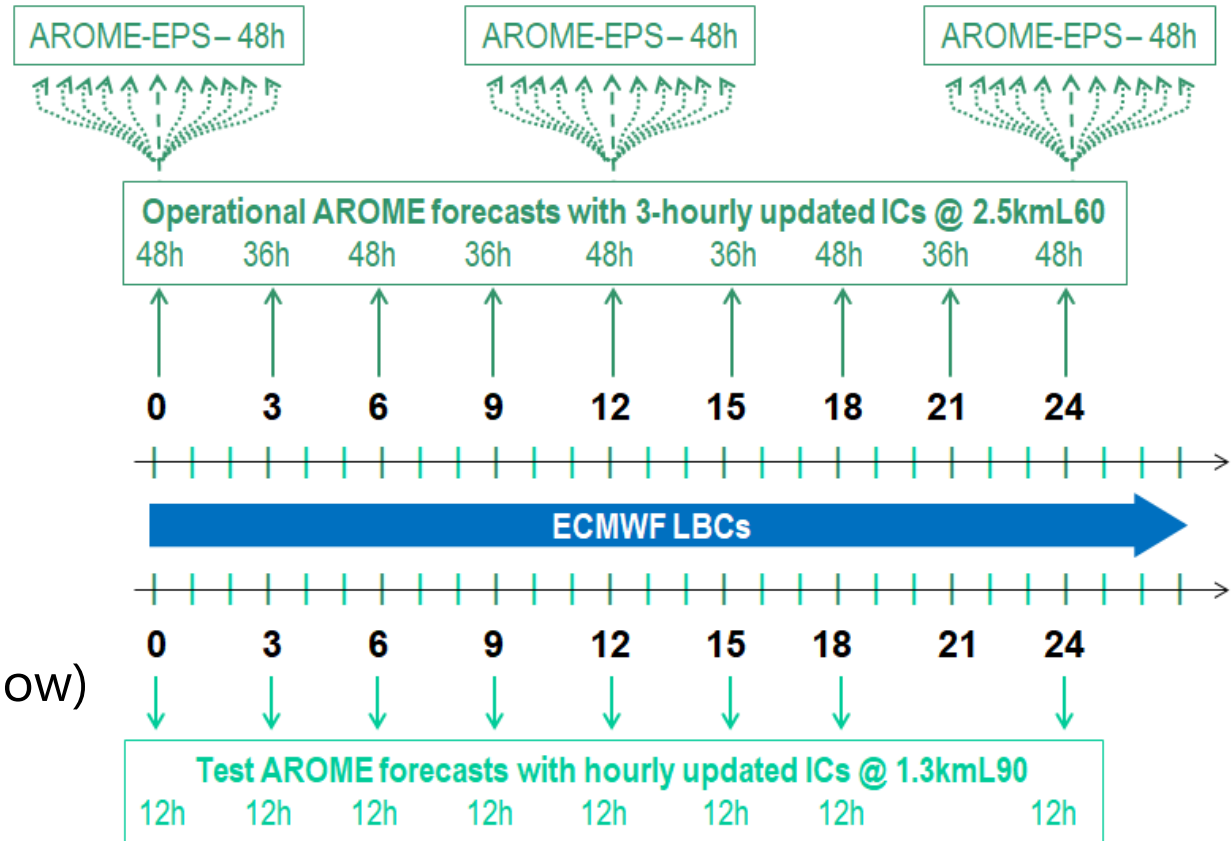 AROME-EPS – 48h AROME-EPS – 48h AROME-EPS – 48h
Operational AROME forecasts with 3-hourly updated ICs @ 2.5kmL60
48h 36h 48h 36h 48h 36h 48h 36h 48h
0 3 6 9 12 15 18 21 24
ECMWF LBCs
0 3 6 9 12 15 18 21 24
ow)
Test AROME forecasts with hourly updated ICs @ 1.3kmL90
12h 12h 12h 12h 12h 12h 12h 12h